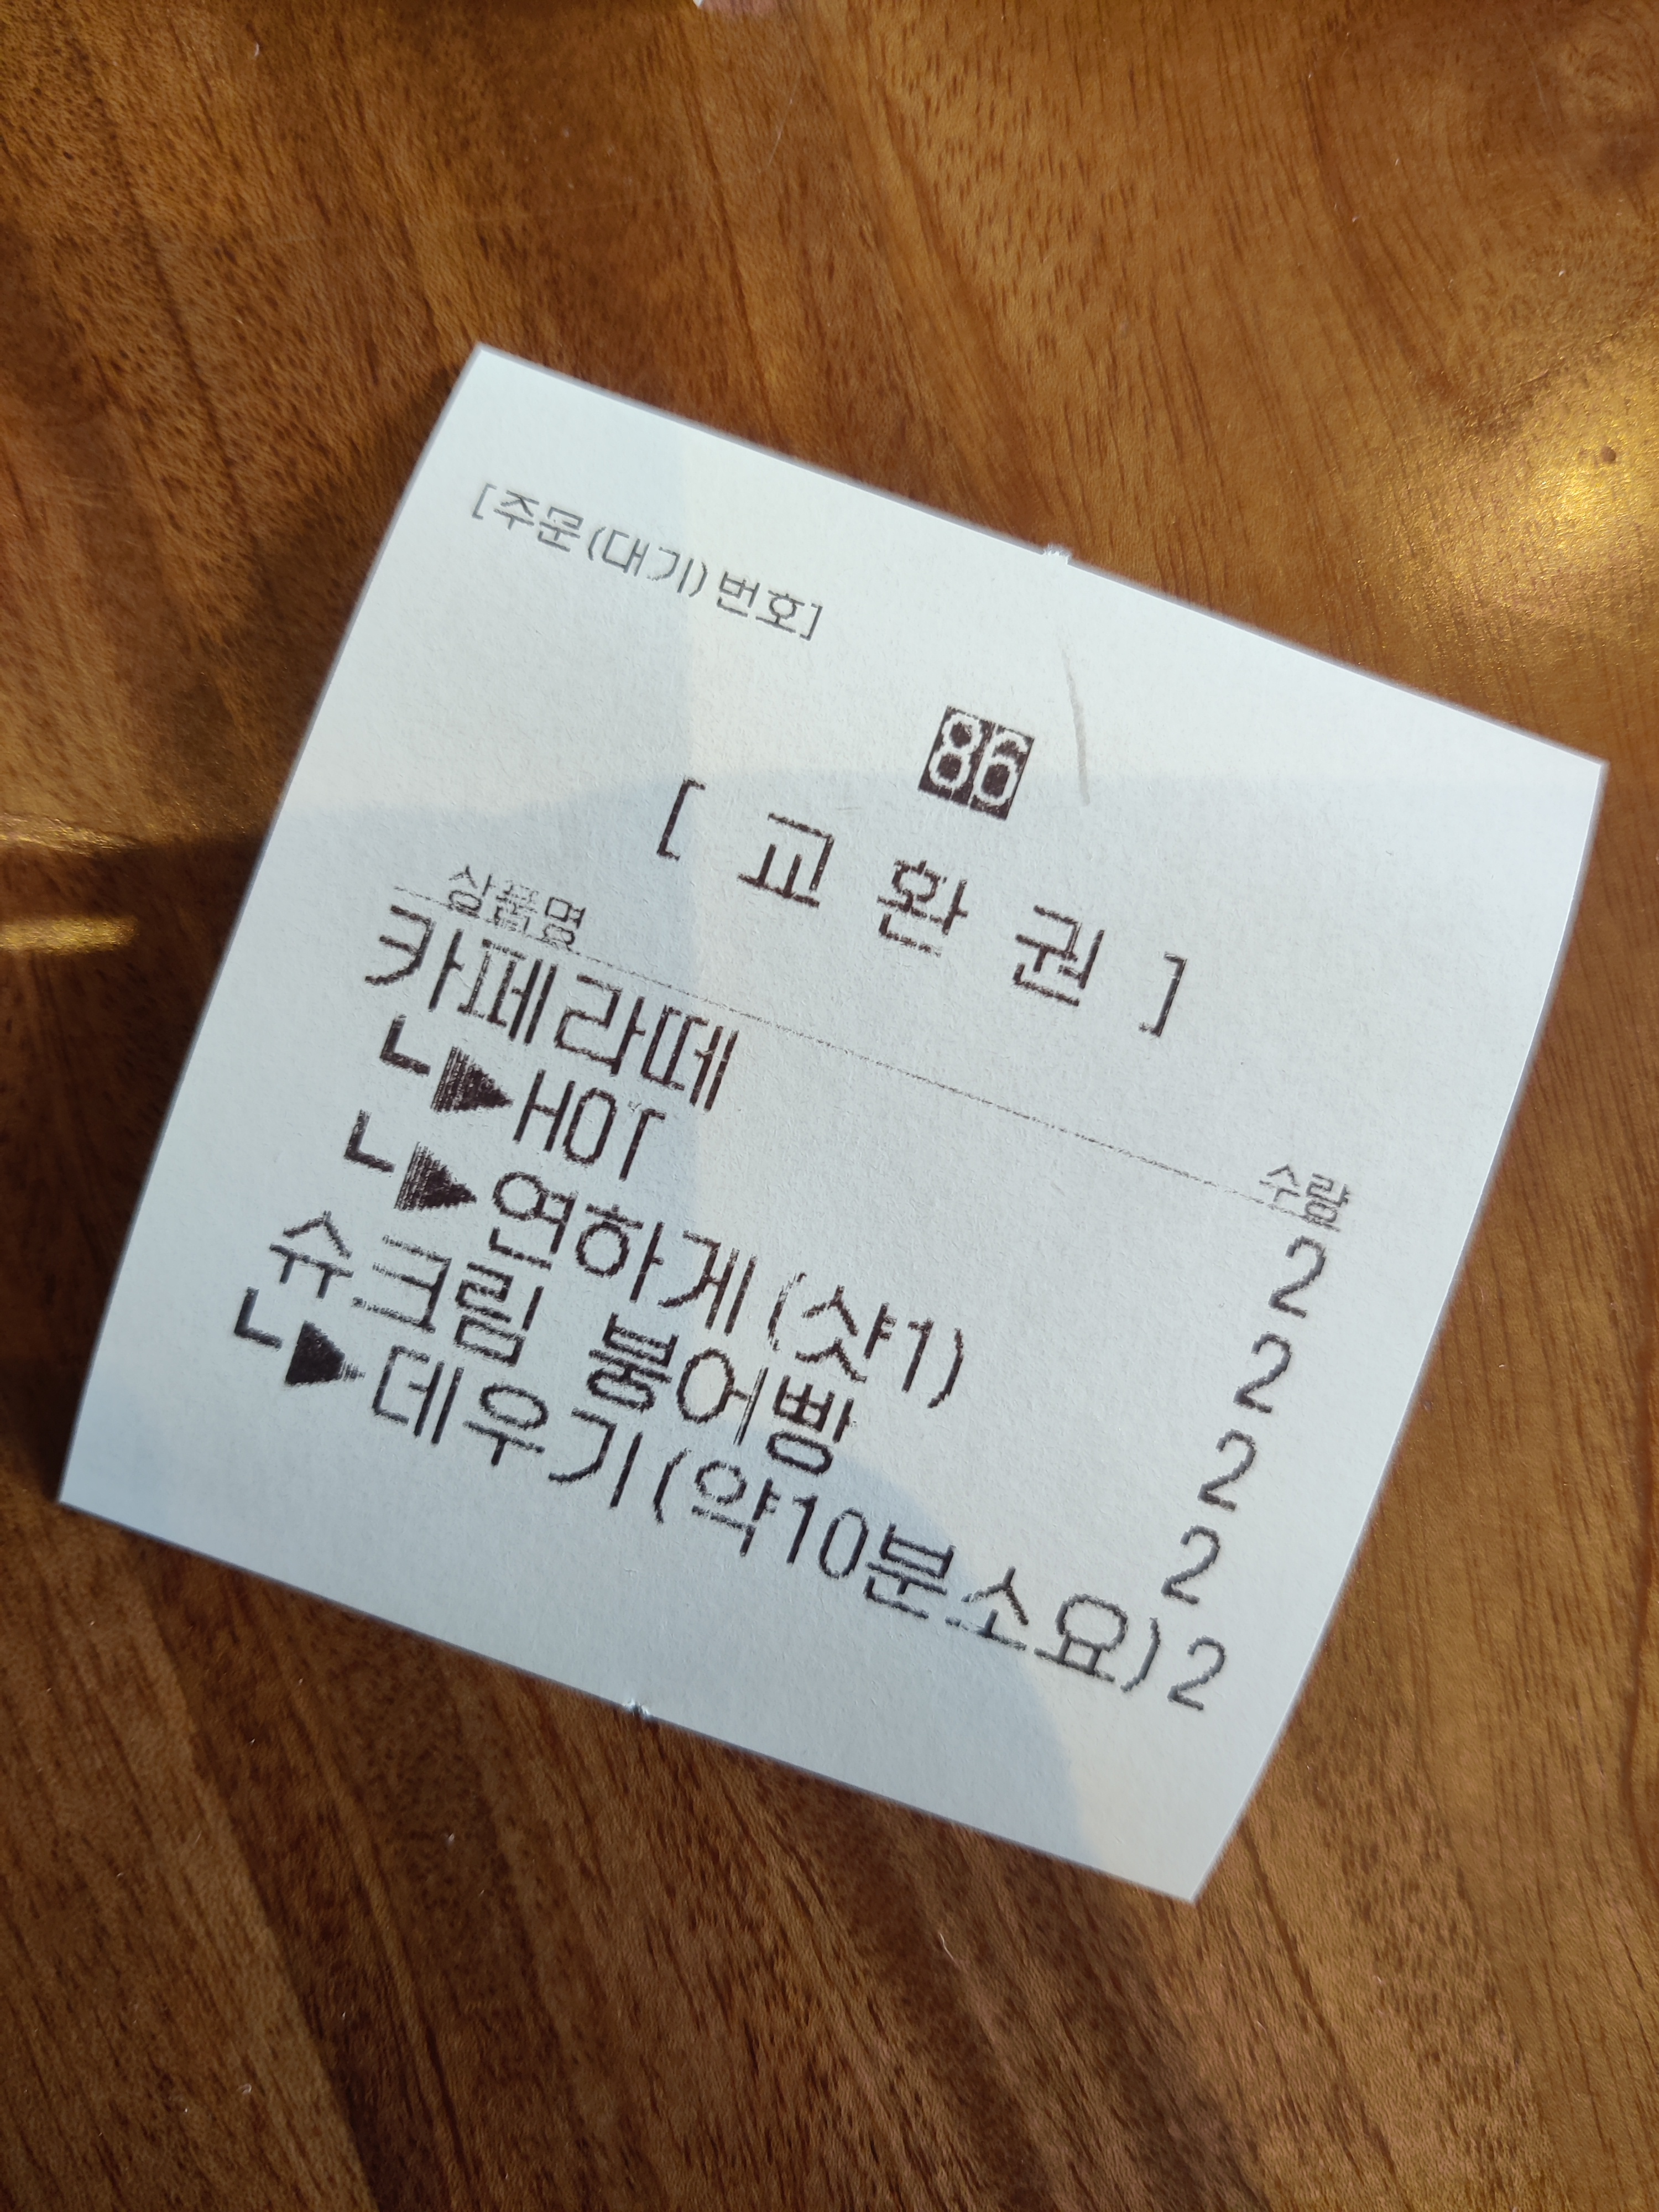 [주문(대기)번호]
86
[ 교 환 권 ]
상품명 수량
카페라떼 2
┗▶HOT 2
┗▶연하게(샷1) 2
슈크림 붕어빵 2
┗▶데우기(약10분소요) 2